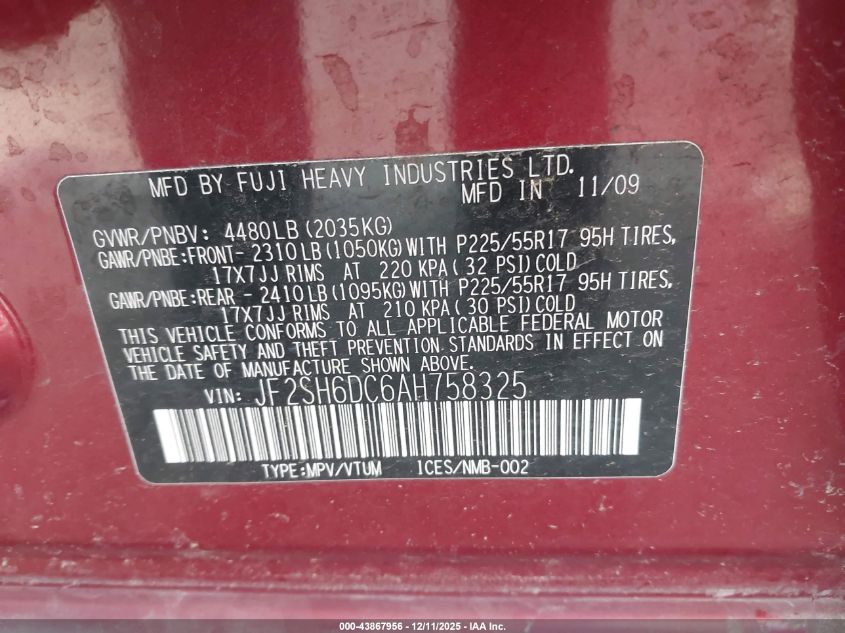 MFD BY FUJI HEAVY INDUSTRIES LTD.
MFD IN 11/09
GVWR/PNBV: 4480LB (2035KG)
GAWR/PNBE:FRONT- 2310LB (1050KG) WITH P225/55R17 95H TIRES,
17X7JJ RIMS AT 220 KPA ( 32 PSI) COLD
GAWR/PNBE:REAR - 2410LB (1095KG) WITH P225/55R17 95H TIRES,
17X7JJ RIMS AT 210 KPA ( 30 PSI) COLD
THIS VEHICLE CONFORMS TO ALL APPLICABLE FEDERAL MOTOR
VEHICLE SAFETY AND THEFT PREVENTION STANDARDS IN EFFECT ON
THE DATE OF MANUFACTURE SHOWN ABOVE.
VIN: JF2SH6DC6AH758325
TYPE:MPV/VTUM ICES/NMB-002
000-43867956 - 12/11/2025 - IAA Inc.